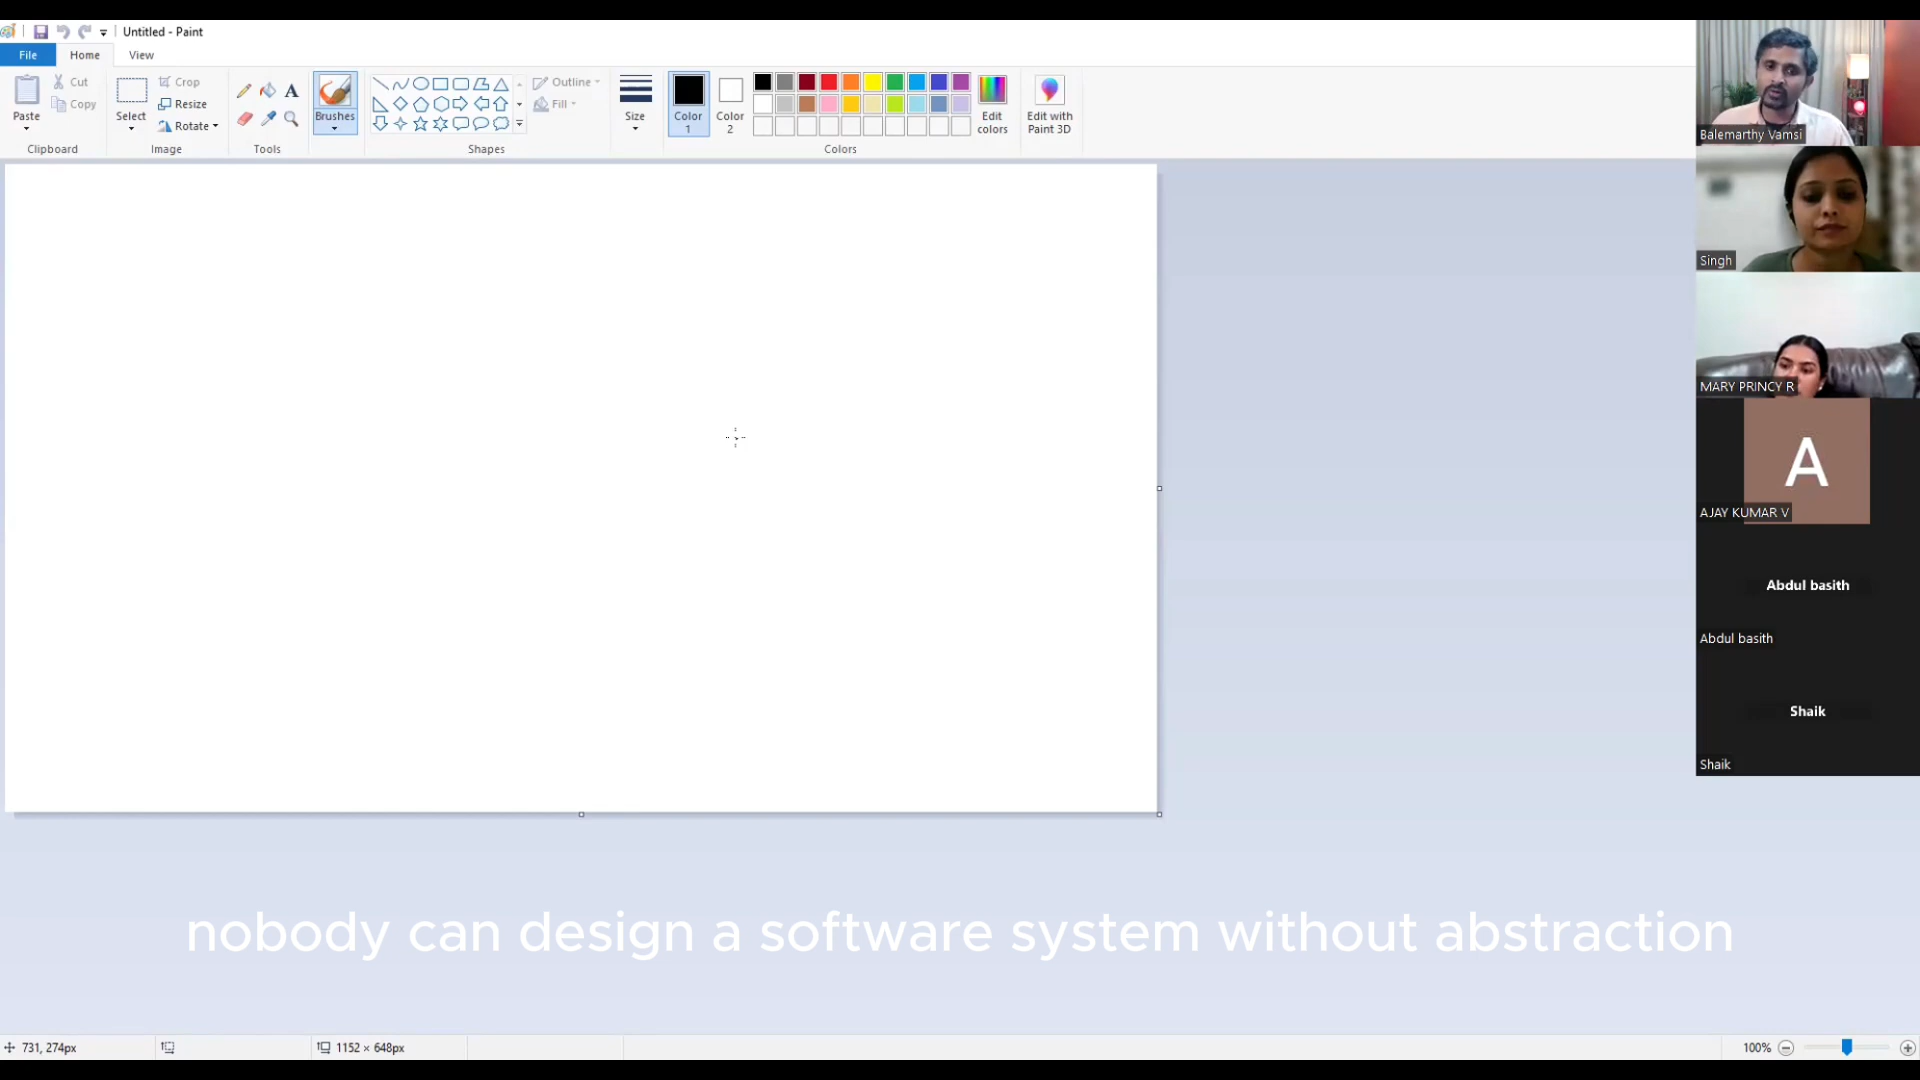 Untitled - Paint
File Home View
Paste
Cut
Copy
Clipboard
Select
Crop
Resize
Rotate
Image
Tools
A
Brushes
Shapes
Outline
Fill
Size
Color
1
Color
2
Colors
Edit
colors
Edit with
Paint 3D
Balemarthy Vamsi
Singh
MARY PRINCY R
A
AJAY KUMAR V
Abdul basith
Abdul basith
Shaik
Shaik
nobody can design a software system without abstraction
731, 274px
1152 × 648px
100%